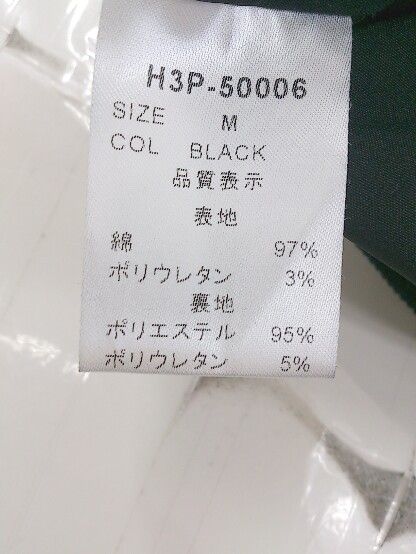 H3P-50006
SIZE M
COL BLACK
品質表示
表地
綿 97%
ポリウレタン 3%
裏地
ポリエステル 95%
ポリウレタン 5%